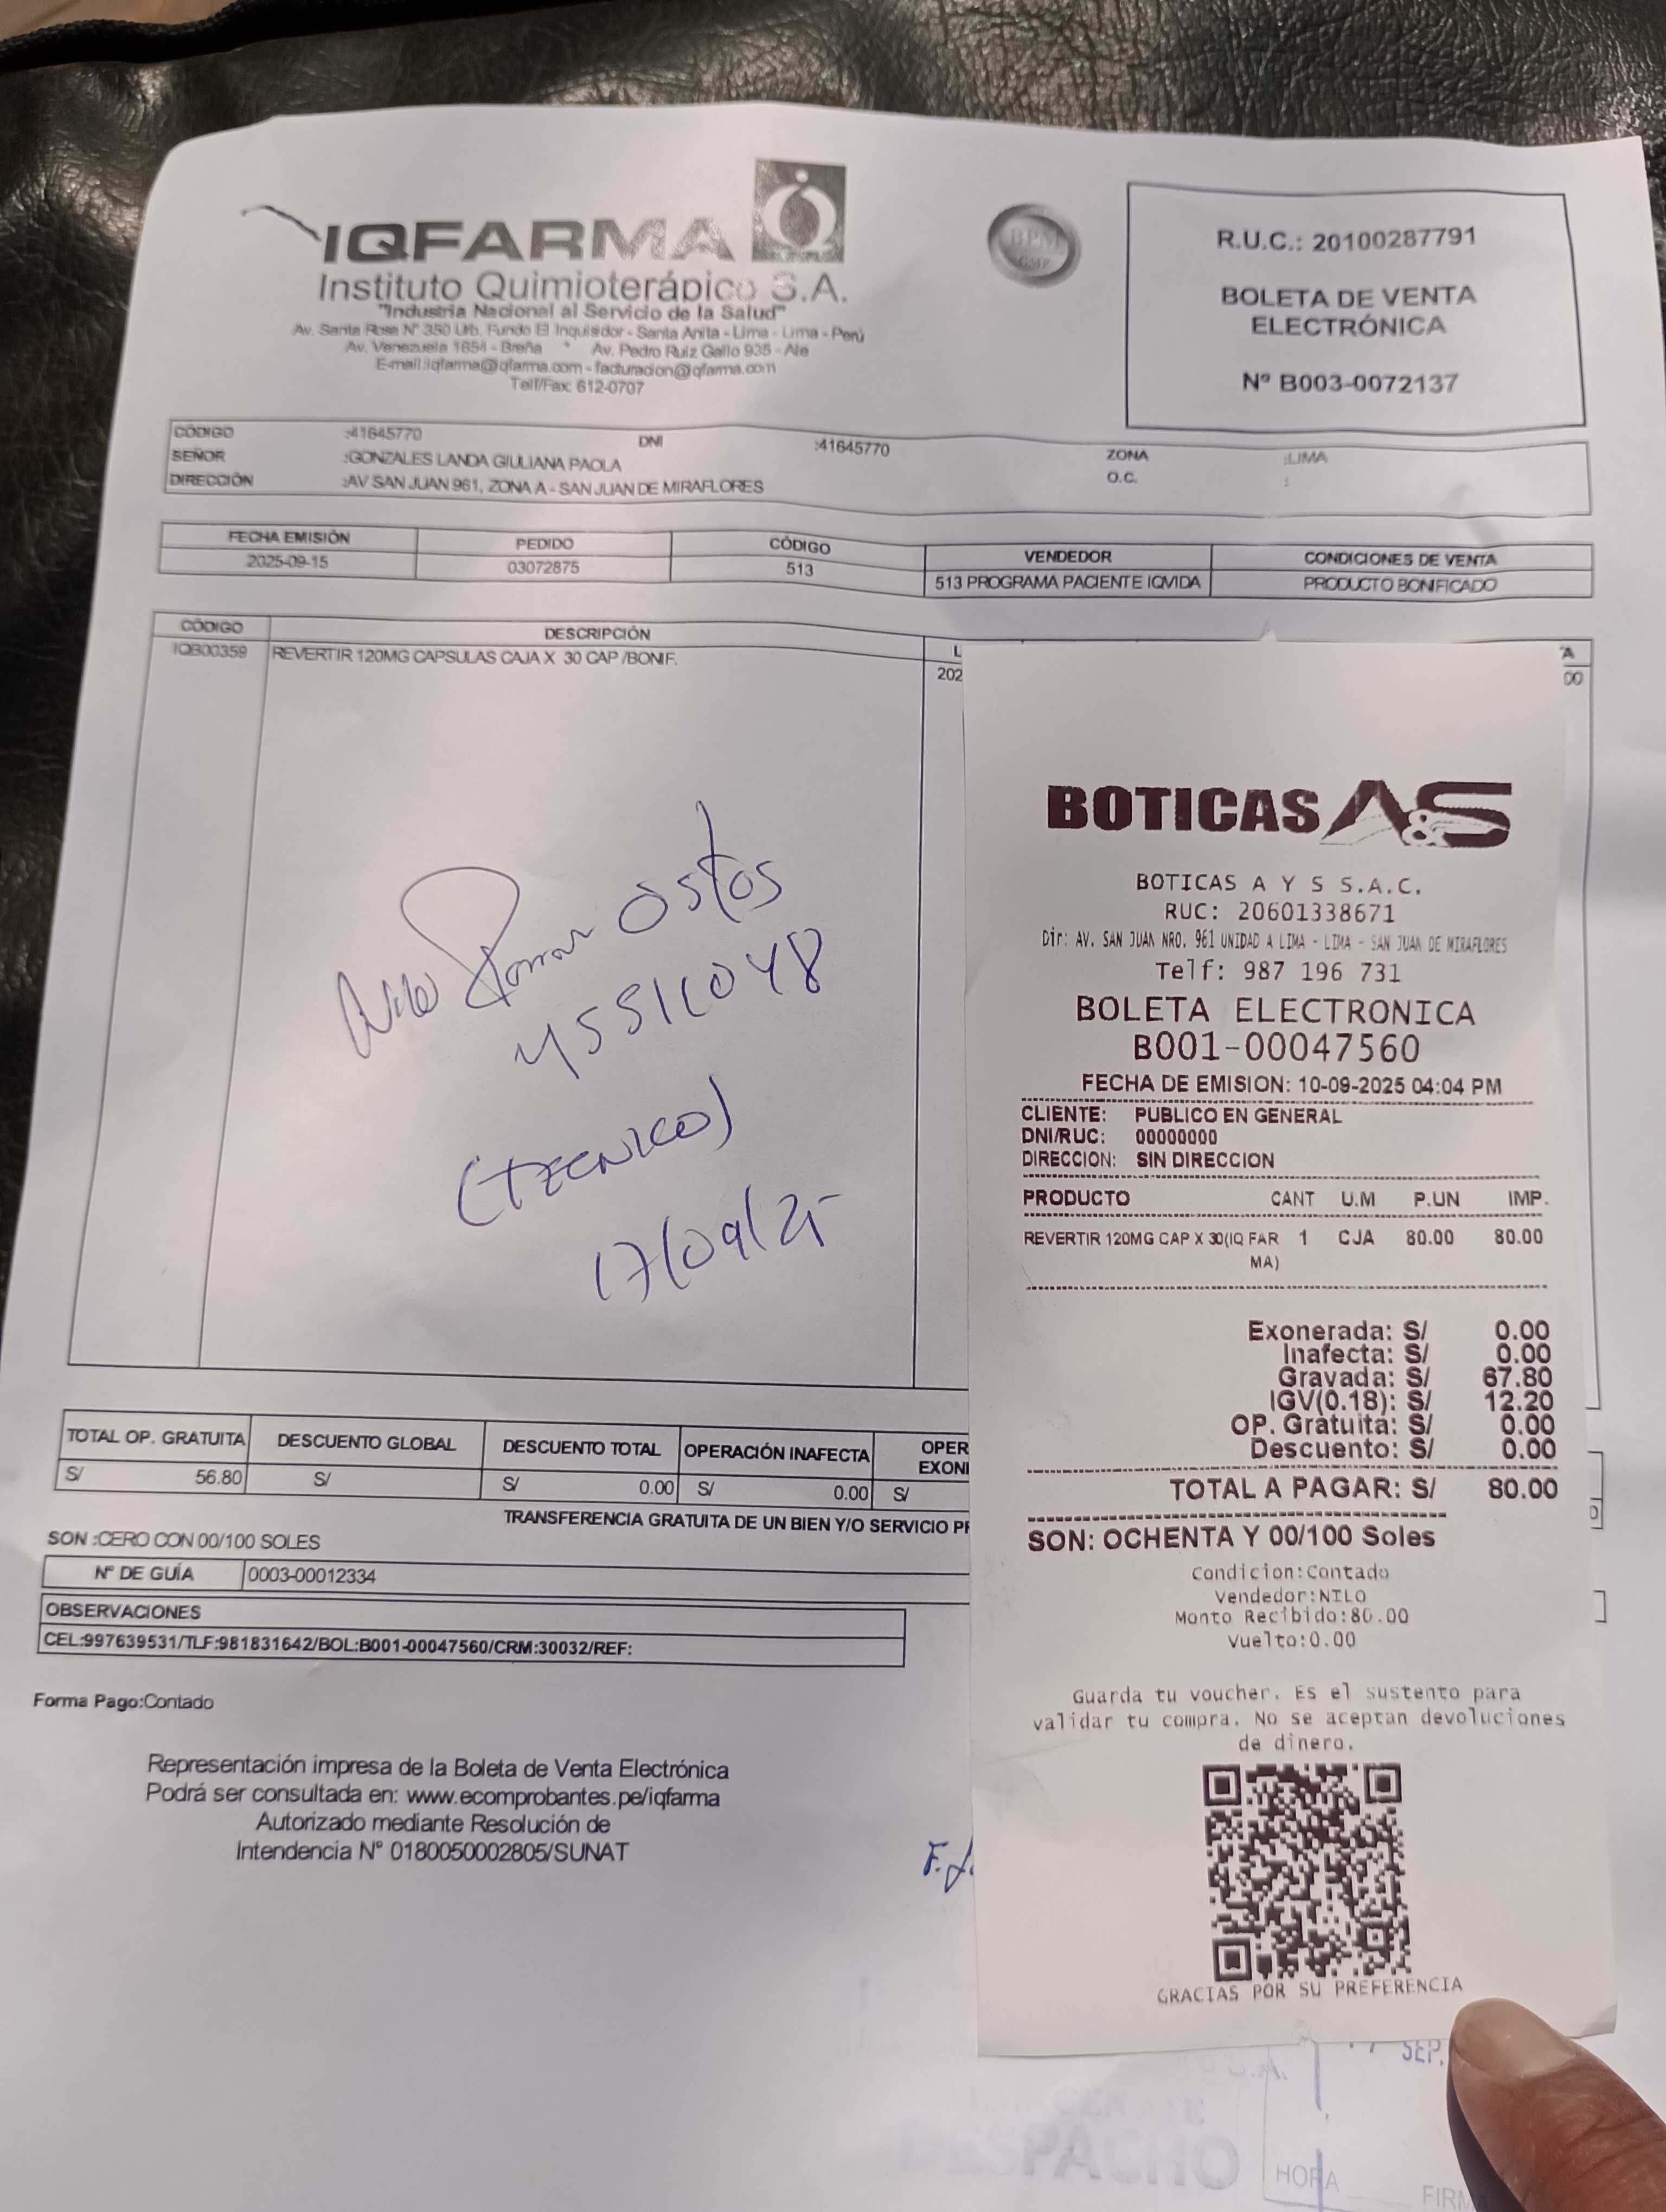 IQFARMA
Instituto Quimioterápico S.A.
"Industria Nacional al Servicio de la Salud"
Av. Santa Rosa Nº 350 Urb. Fundo El Inquisidor - Santa Anita - Lima - Lima - Perú
Av. Venezuela 1654 - Breña * Av. Pedro Ruiz Gallo 935 - Ate
E-mail:iqfarma@iqfarma.com - facturacion@iqfarma.com
Telf/Fax: 612-0707
BPM
GMP
R.U.C.: 20100287791
BOLETA DE VENTA
ELECTRÓNICA
Nº B003-0072137
CÓDIGO :41645770 DNI :41645770 ZONA :LIMA
SEÑOR :GONZALES LANDA GIULIANA PAOLA O.C. :
DIRECCIÓN :AV SAN JUAN 961, ZONA A - SAN JUAN DE MIRAFLORES
FECHA EMISIÓN PEDIDO CÓDIGO VENDEDOR CONDICIONES DE VENTA
2025-09-15 03072875 513 513 PROGRAMA PACIENTE IQVIDA PRODUCTO BONIFICADO
CÓDIGO DESCRIPCIÓN L
IQB00359 REVERTIR 120MG CAPSULAS CAJA X 30 CAP /BONIF. 202
'A
00
Ostos
(TECNICO)
17/09/25
TOTAL OP. GRATUITA DESCUENTO GLOBAL DESCUENTO TOTAL OPERACIÓN INAFECTA OPER
EXONE
S/ 56.80 S/ S/ 0.00 S/ 0.00 S/
TRANSFERENCIA GRATUITA DE UN BIEN Y/O SERVICIO PR
SON :CERO CON 00/100 SOLES
Nº DE GUÍA 0003-00012334
OBSERVACIONES
CEL:997639531/TLF:981831642/BOL:B001-00047560/CRM:30032/REF:
Forma Pago:Contado
Representación impresa de la Boleta de Venta Electrónica
Podrá ser consultada en: www.ecomprobantes.pe/iqfarma
Autorizado mediante Resolución de
Intendencia Nº 0180050002805/SUNAT
BOTICAS A&S
BOTICAS A Y S S.A.C.
RUC: 20601338671
Dir: AV. SAN JUAN NRO. 961 UNIDAD A LIMA - LIMA - SAN JUAN DE MIRAFLORES
Telf: 987 196 731
BOLETA ELECTRONICA
B001-00047560
FECHA DE EMISION: 10-09-2025 04:04 PM
CLIENTE: PUBLICO EN GENERAL
DNI/RUC: 00000000
DIRECCION: SIN DIRECCION
PRODUCTO CANT U.M P.UN IMP.
REVERTIR 120MG CAP X 30(IQ FAR 1 CJA 80.00 80.00
MA)
Exonerada: S/ 0.00
Inafecta: S/ 0.00
Gravada: S/ 67.80
IGV(0.18): S/ 12.20
OP. Gratuita: S/ 0.00
Descuento: S/ 0.00
TOTAL A PAGAR: S/ 80.00
SON: OCHENTA Y 00/100 Soles
Condicion:Contado
Vendedor:NILO
Monto Recibido:80.00
Vuelto:0.00
Guarda tu voucher. Es el sustento para
validar tu compra. No se aceptan devoluciones
de dinero.
GRACIAS POR SU PREFERENCIA
SEP.
DESPACHO
HORA
FIRM